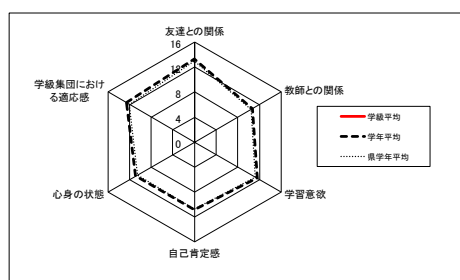 友達との関係
16
12
8
4
0
教師との関係
学習意欲
自己肯定感
心身の状態
学級集団におけ
る適応感
学級平均
学年平均
県学年平均